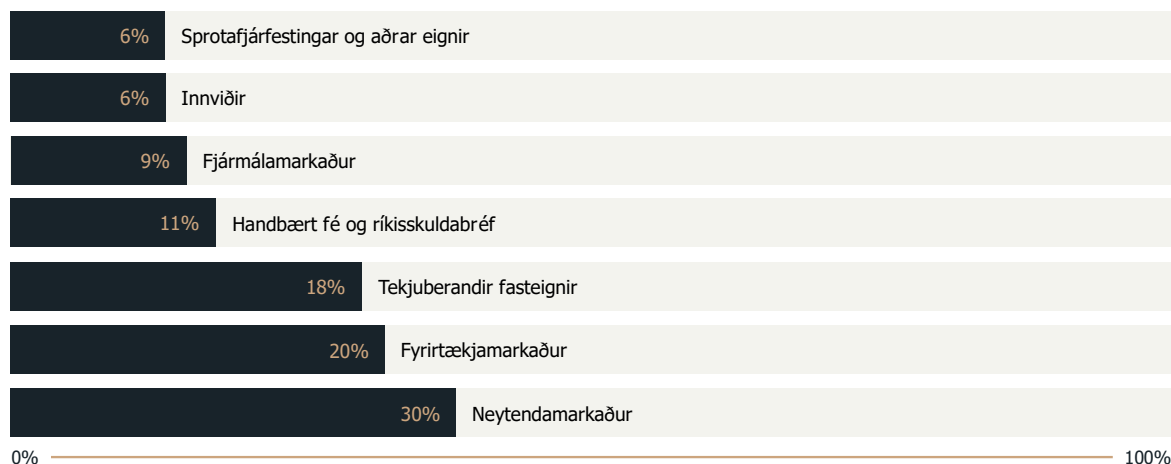 6% Sprotafjárfestingar og aðrar eignir
6% Innviðir
9% Fjármálamarkaður
11% Handbært fé og ríkisskuldabréf
18% Tekjuberandir fasteignir
20% Fyrirtækjamarkaður
30% Neytendamarkaður
0% 100%